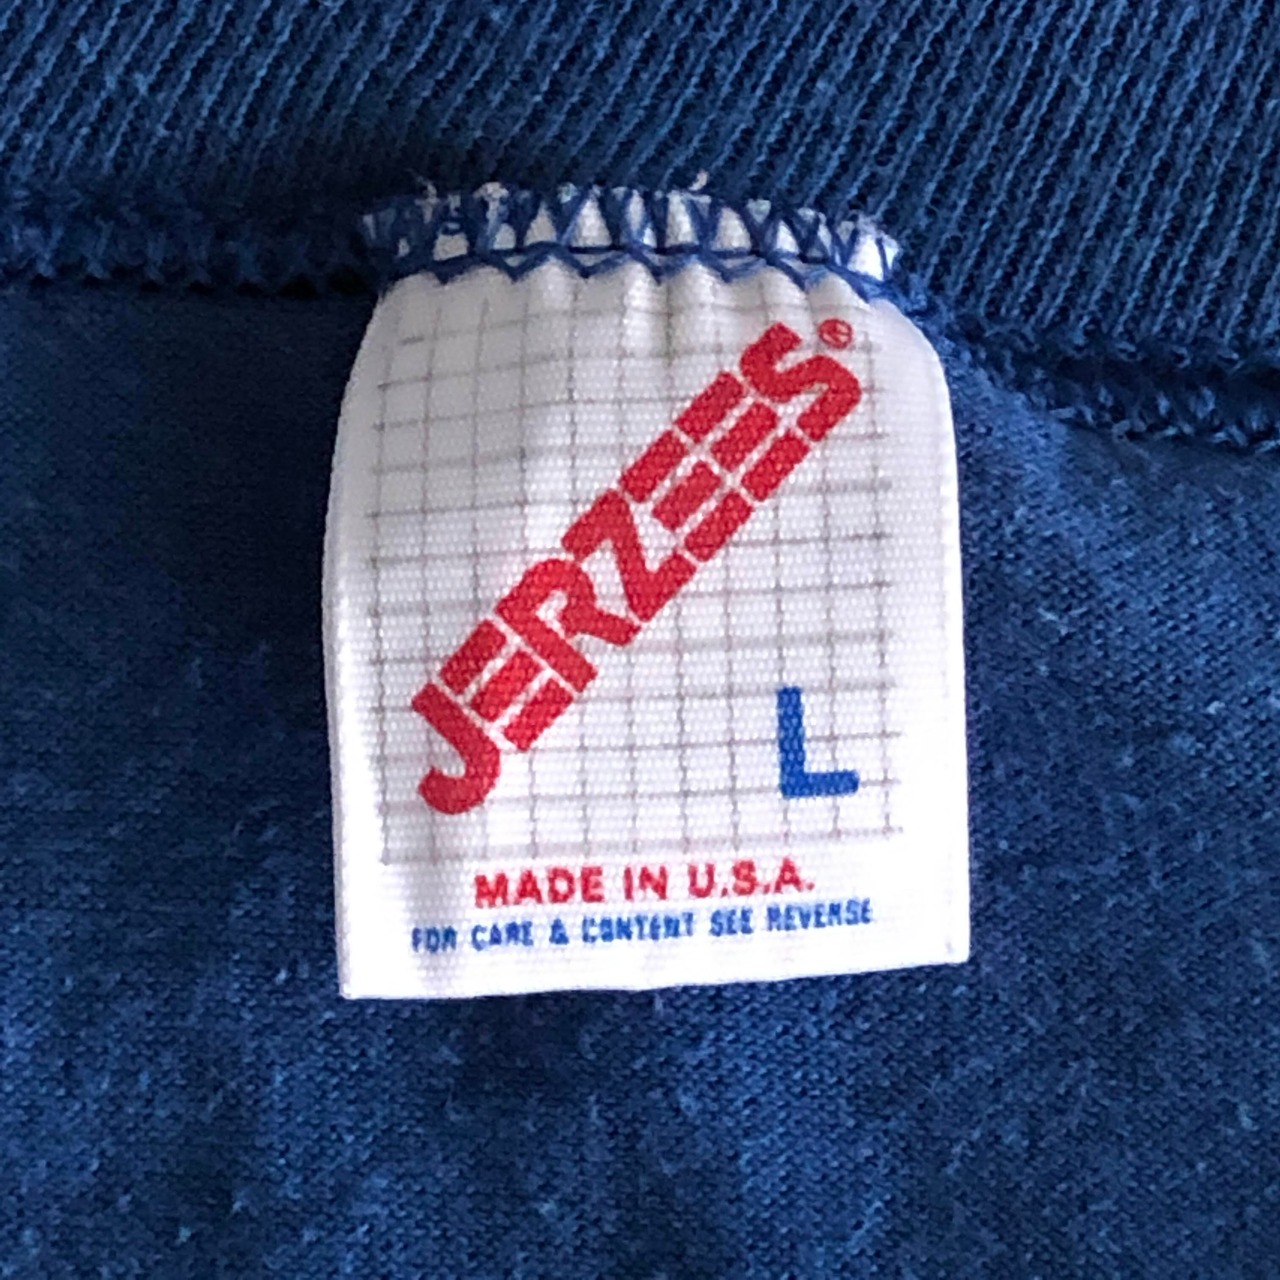 JERZEES®
L
MADE IN U.S.A.
FOR CARE & CONTENT SEE REVERSE